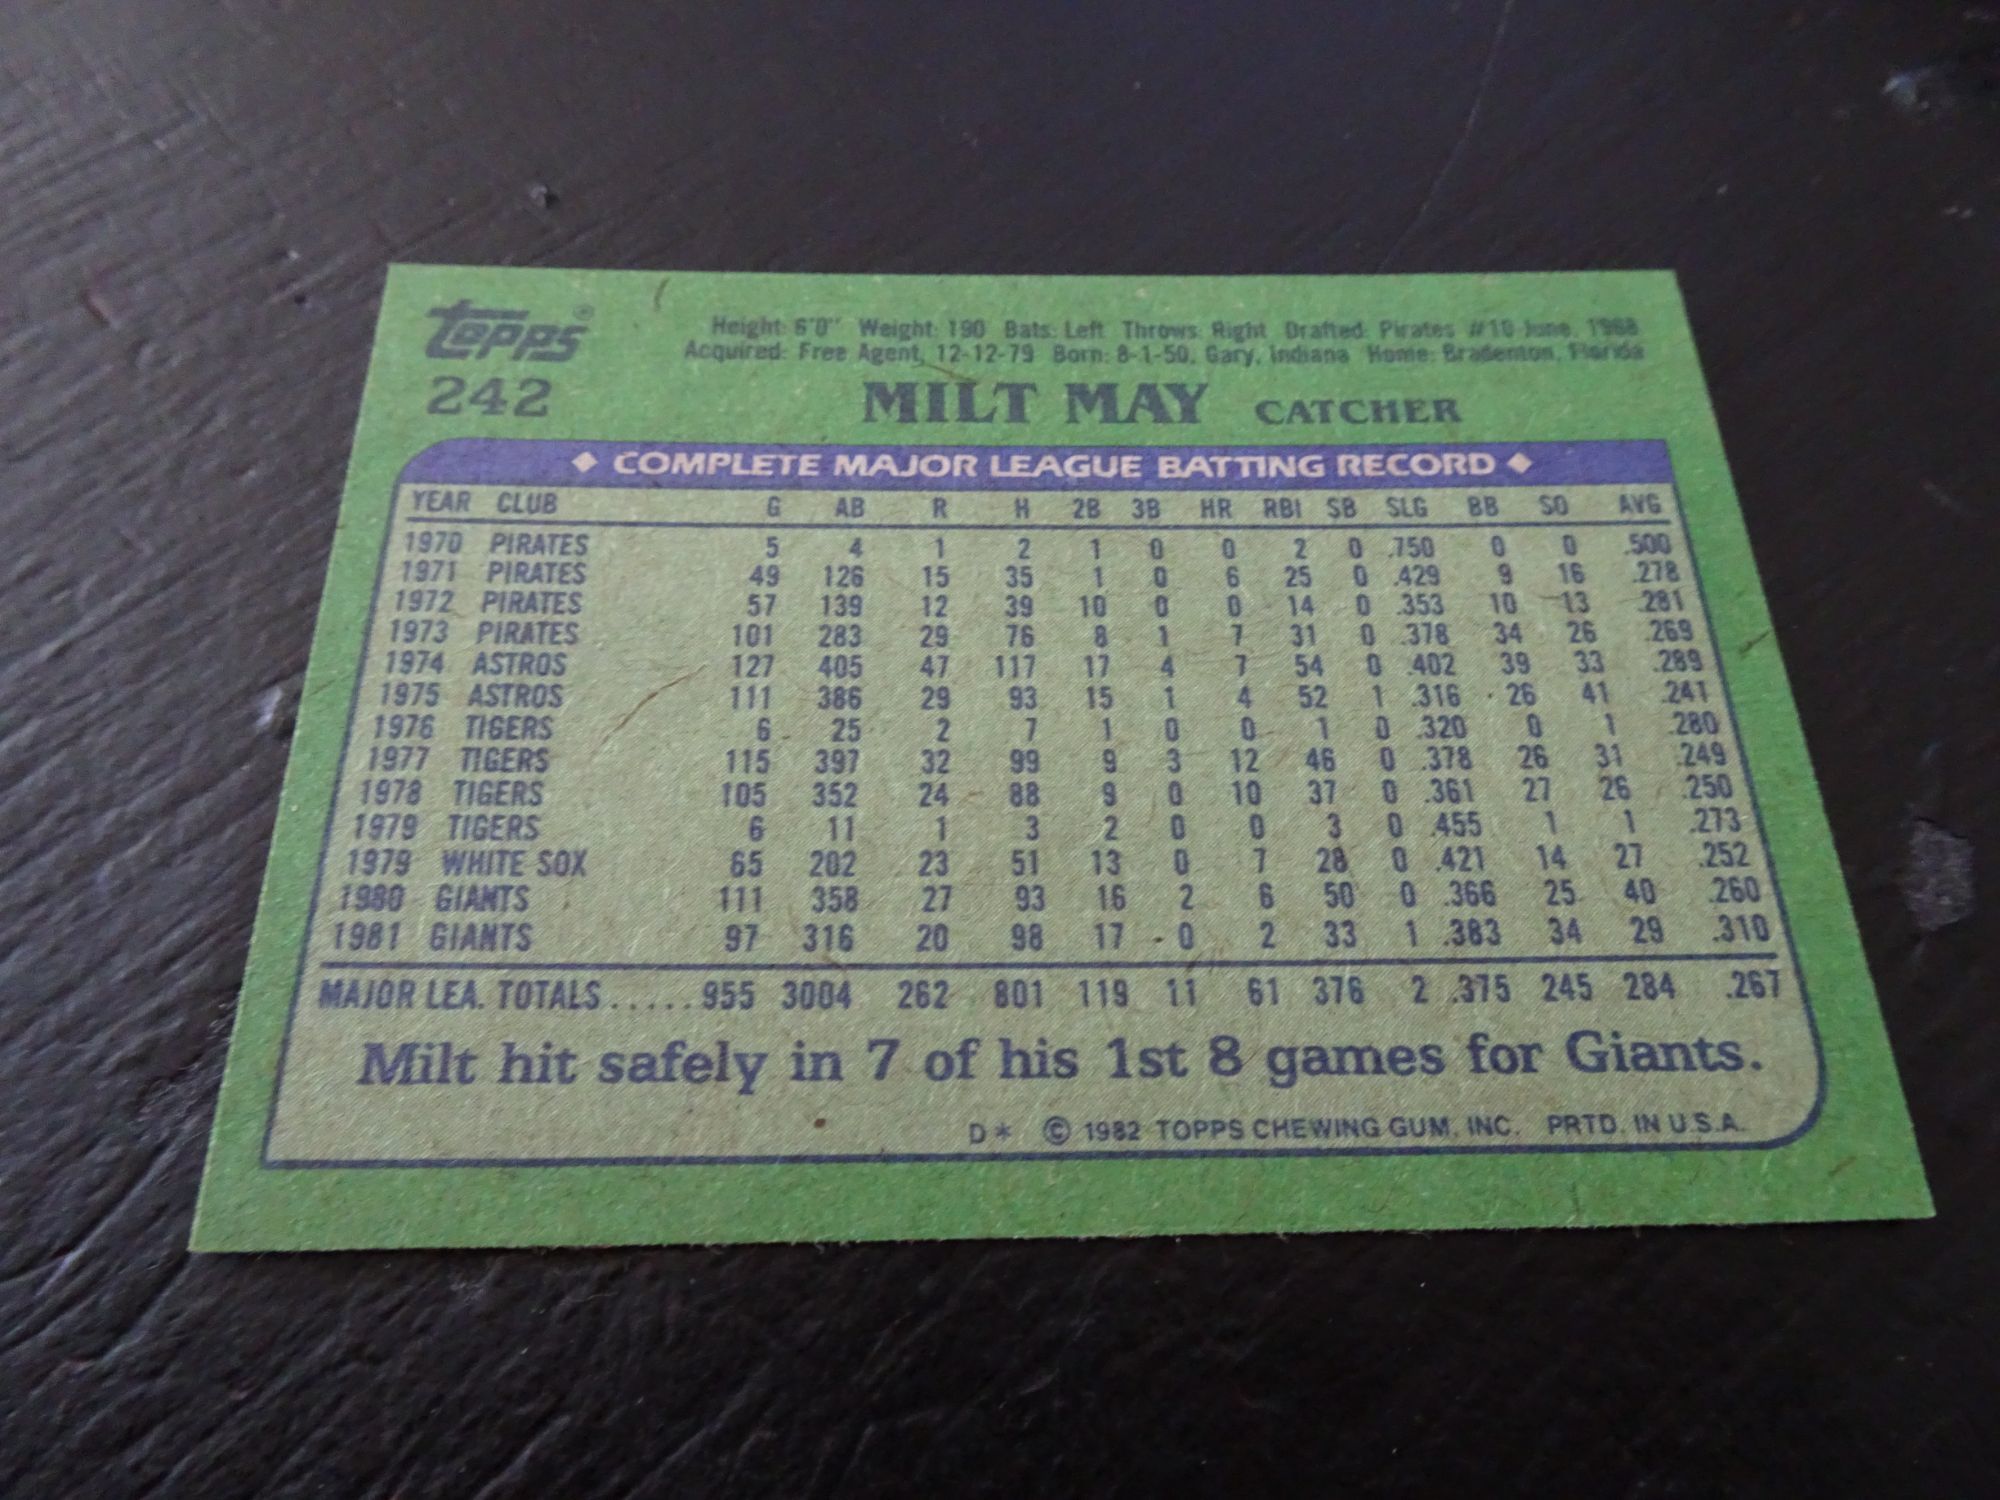 Topps®
242
Height: 6'0" Weight: 190 Bats: Left Throws: Right Drafted: Pirates #10-June, 1968
Acquired: Free Agent, 12-12-79 Born: 8-1-50, Gary, Indiana Home: Bradenton, Florida
MILT MAY CATCHER
◆ COMPLETE MAJOR LEAGUE BATTING RECORD ◆
YEAR CLUB G AB R H 2B 3B HR RBI SB SLG BB SO AVG
1970 PIRATES 5 4 1 2 1 0 0 2 0 .750 0 0 .500
1971 PIRATES 49 126 15 35 1 0 6 25 0 .429 9 16 .278
1972 PIRATES 57 139 12 39 10 0 0 14 0 .353 10 13 .281
1973 PIRATES 101 283 29 76 8 1 7 31 0 .378 34 26 .269
1974 ASTROS 127 405 47 117 17 4 7 54 0 .402 39 33 .289
1975 ASTROS 111 386 29 93 15 1 4 52 1 .316 26 41 .241
1976 TIGERS 6 25 2 7 1 0 0 1 0 .320 0 1 .280
1977 TIGERS 115 397 32 99 9 3 12 46 0 .378 26 31 .249
1978 TIGERS 105 352 24 88 9 0 10 37 0 .361 27 26 .250
1979 TIGERS 6 11 1 3 2 0 0 3 0 .455 1 1 .273
1979 WHITE SOX 65 202 23 51 13 0 7 28 0 .421 14 27 .252
1980 GIANTS 111 358 27 93 16 2 6 50 0 .366 25 40 .260
1981 GIANTS 97 316 20 98 17 0 2 33 1 .383 34 29 .310
MAJOR LEA. TOTALS.....955 3004 262 801 119 11 61 376 2 .375 245 284 .267
Milt hit safely in 7 of his 1st 8 games for Giants.
D* © 1982 TOPPS CHEWING GUM, INC. PRTD. IN U.S.A.